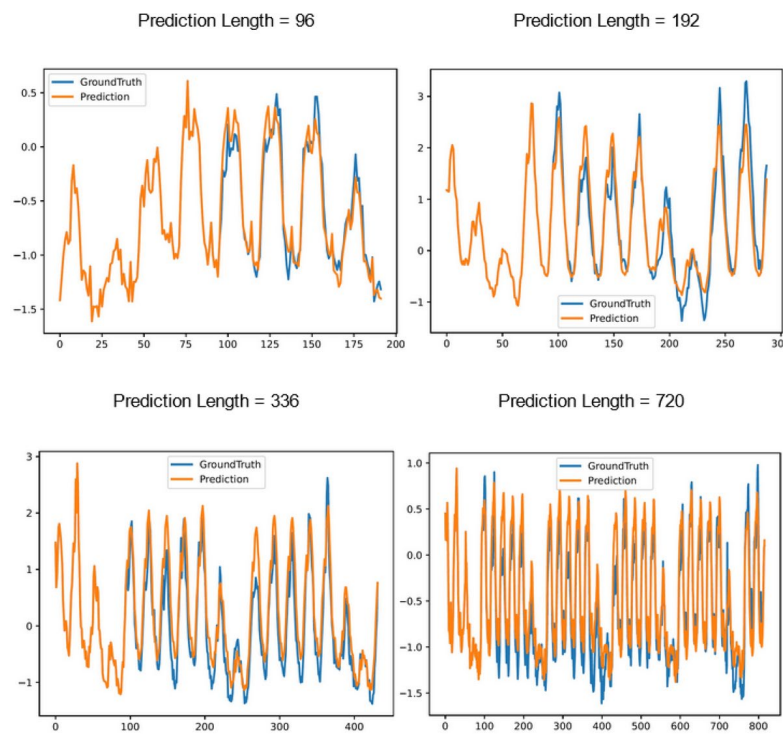 Prediction Length = 96
Prediction Length = 192
GroundTruth
Prediction
0.5
0.0
−0.5
−1.0
−1.5
0 25 50 75 100 125 150 175 200
GroundTruth
Prediction
3
2
1
0
−1
0 50 100 150 200 250 30
Prediction Length = 336
Prediction Length = 720
GroundTruth
Prediction
3
2
1
0
−1
0 100 200 300 400
GroundTruth
Prediction
1.0
0.5
0.0
−0.5
−1.0
−1.5
0 100 200 300 400 500 600 700 800